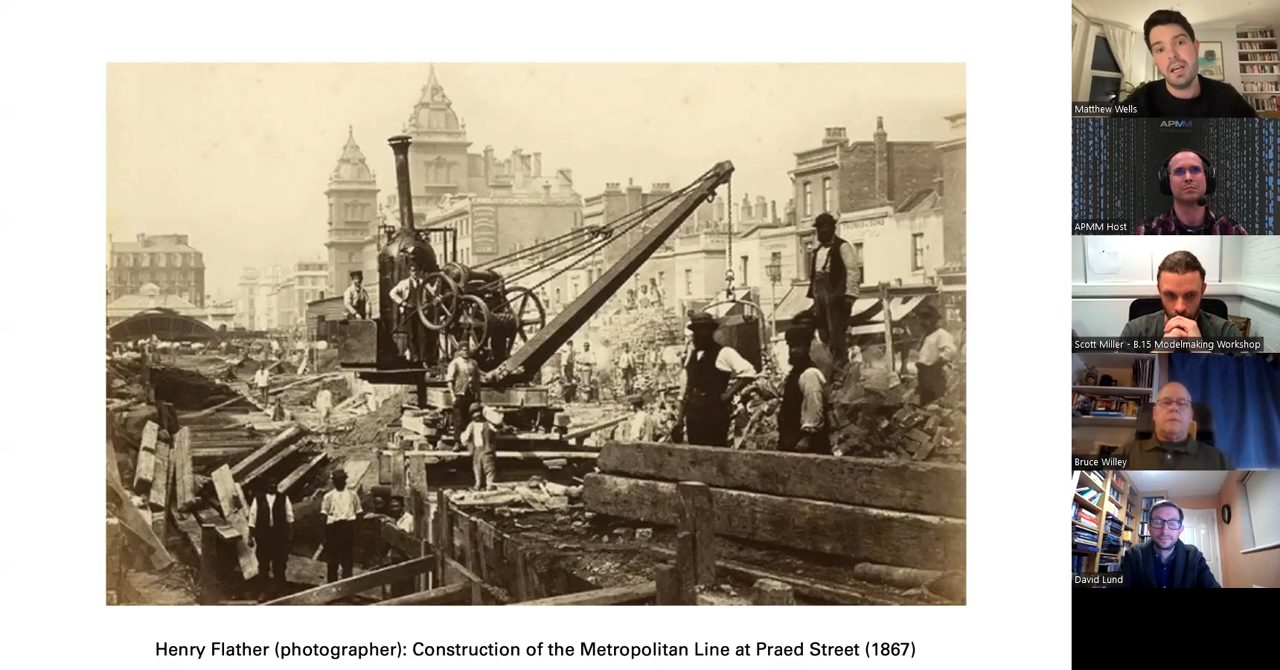 Henry Flather (photographer): Construction of the Metropolitan Line at Praed Street (1867)
Matthew Wells
APMM
APMM Host
Scott Miller - B.15 Modelmaking Workshop
Bruce Willey
David Lund